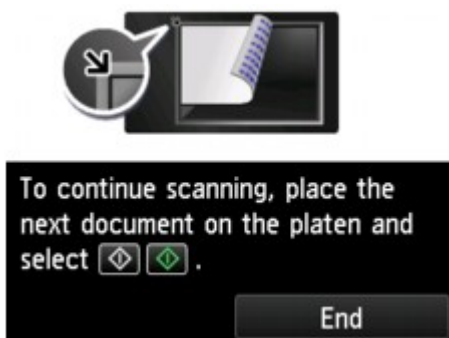 To continue scanning, place the
next document on the platen and
select .
End